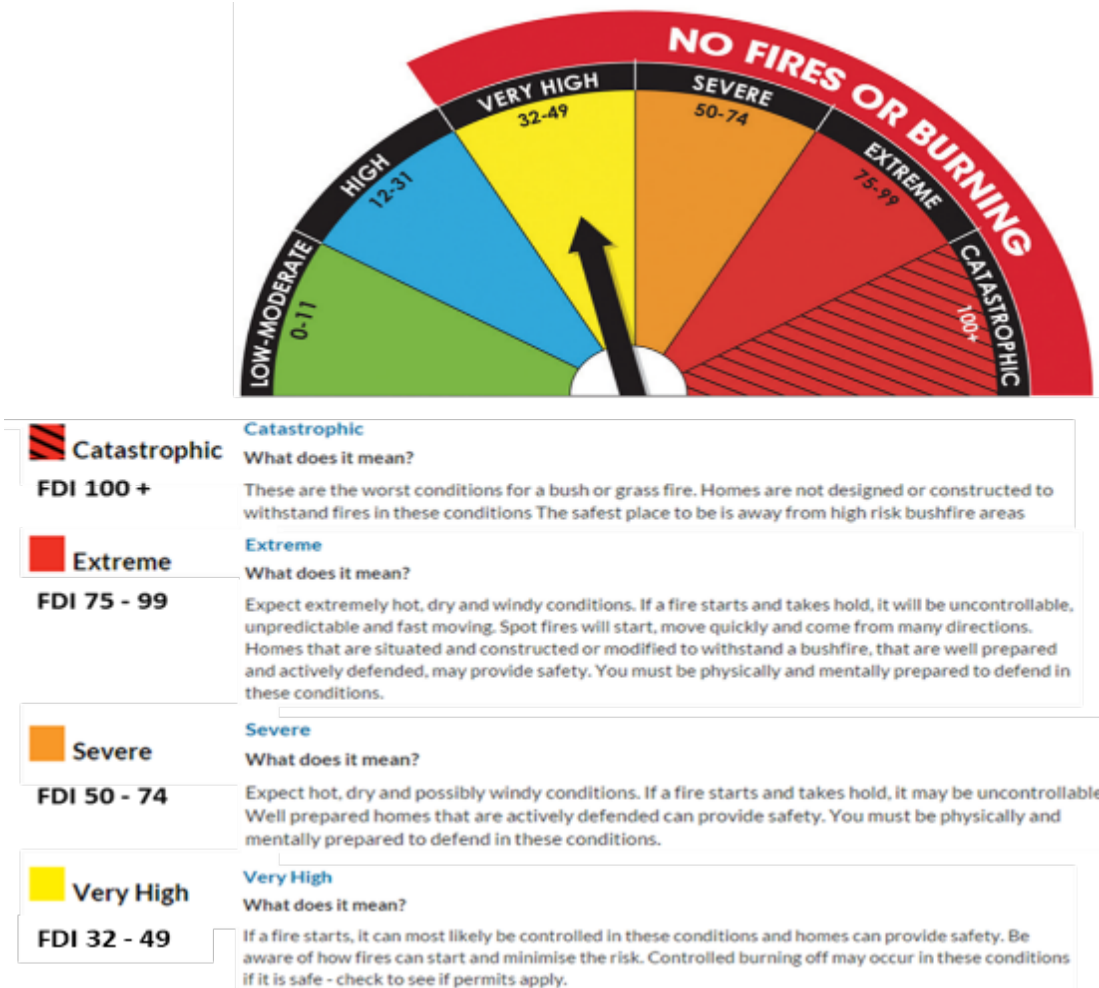 NO FIRES OR BURNING
LOW-MODERATE
0-11
HIGH
12-31
VERY HIGH
32-49
SEVERE
50-74
EXTREME
75-99
CATASTROPHIC
100+
Catastrophic
FDI 100 +
Catastrophic
What does it mean?
These are the worst conditions for a bush or grass fire. Homes are not designed or constructed to
withstand fires in these conditions The safest place to be is away from high risk bushfire areas
Extreme
FDI 75 - 99
Extreme
What does it mean?
Expect extremely hot, dry and windy conditions. If a fire starts and takes hold, it will be uncontrollable,
unpredictable and fast moving. Spot fires will start, move quickly and come from many directions.
Homes that are situated and constructed or modified to withstand a bushfire, that are well prepared
and actively defended, may provide safety. You must be physically and mentally prepared to defend in
these conditions.
Severe
FDI 50 - 74
Severe
What does it mean?
Expect hot, dry and possibly windy conditions. If a fire starts and takes hold, it may be uncontrollable
Well prepared homes that are actively defended can provide safety. You must be physically and
mentally prepared to defend in these conditions.
Very High
FDI 32 - 49
Very High
What does it mean?
If a fire starts, it can most likely be controlled in these conditions and homes can provide safety. Be
aware of how fires can start and minimise the risk. Controlled burning off may occur in these conditions
if it is safe - check to see if permits apply.